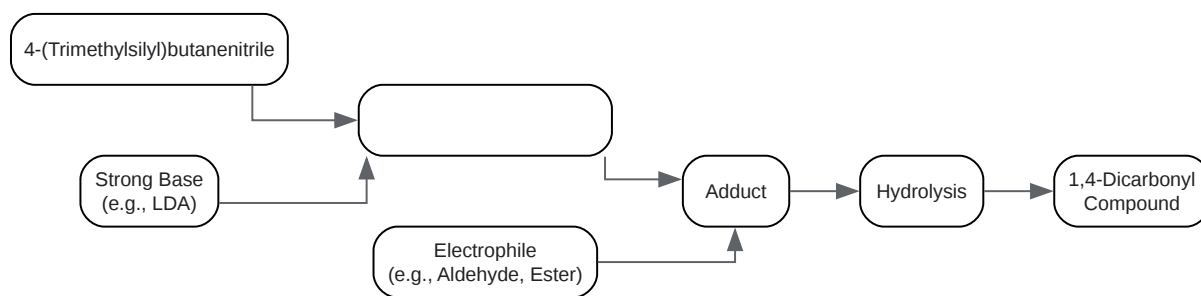 4-(Trimethylsilyl)butanenitrile
Strong Base
(e.g., LDA)
Electrophile
(e.g., Aldehyde, Ester)
Adduct
Hydrolysis
1,4-Dicarbonyl
Compound